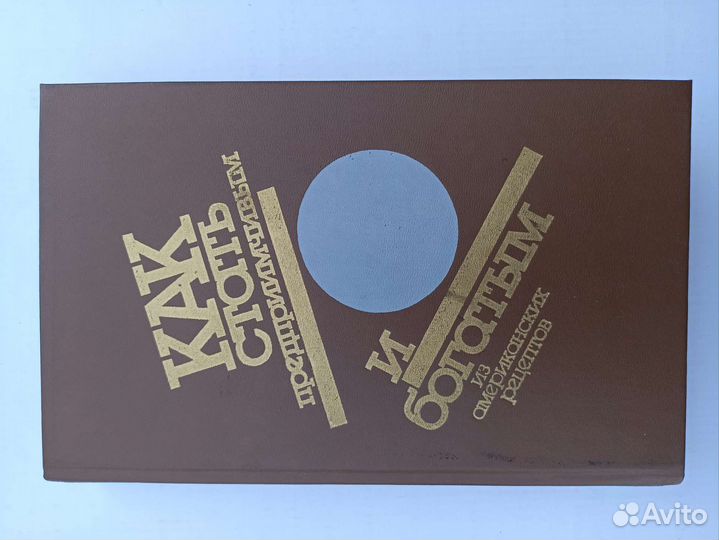 КАК
стать
предприимчивым
и
богатым
из
американских
рецептов
Avito